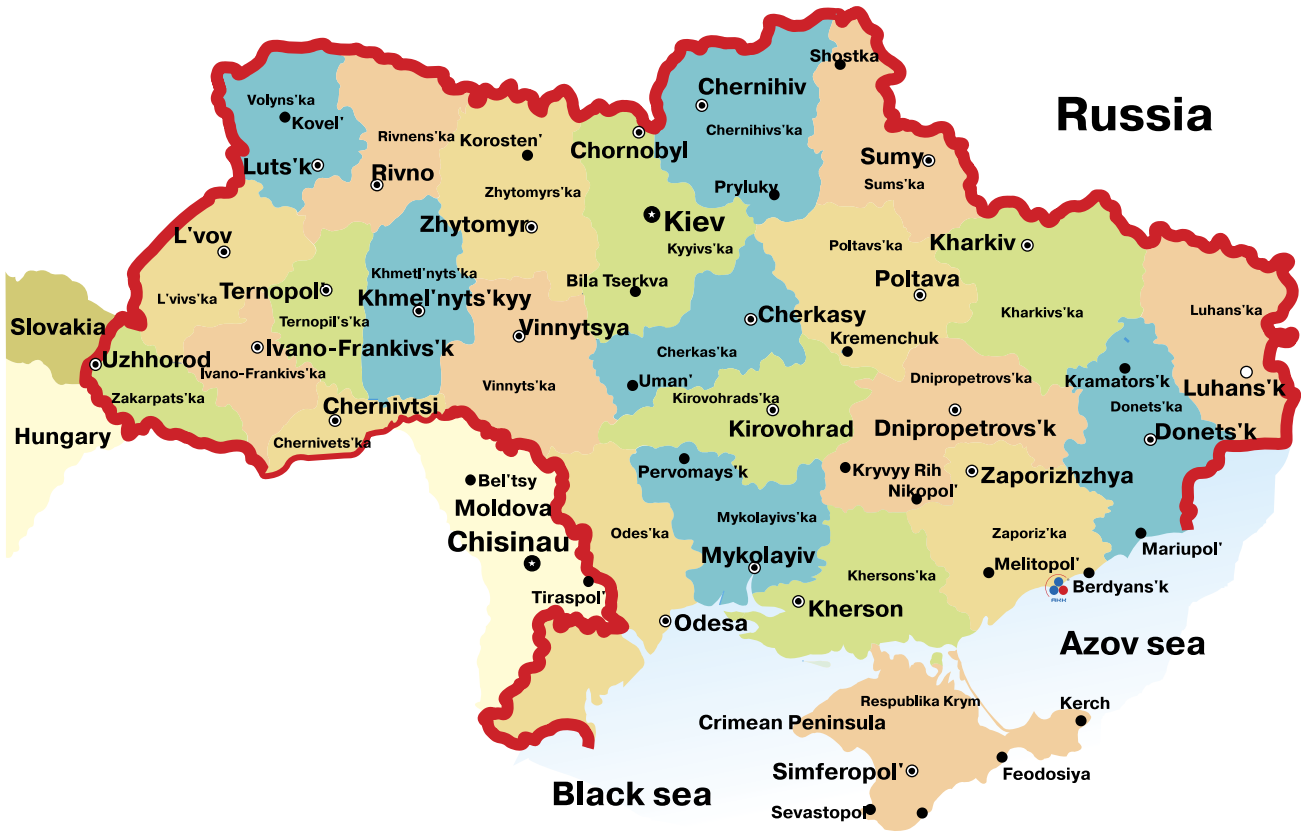 Shostka
Chernihiv
Russia
Volyns'ka
Kovel'
Chernihivs'ka
Rivnens'ka
Korosten'
Chornobyl
Luts'k
Rivno
Sumy
Sums'ka
Zhytomyrs'ka
Pryluky
Zhytomyr
Kiev
Kyyivs'ka
L'vov
Poltavs'ka
Kharkiv
Khmetl'nyts'ka
Bila Tserkva
Poltava
L'vivs'ka
Ternopol'
Khmel'nyts'kyy
Luhans'ka
Kharkivs'ka
Slovakia
Ternopil's'ka
Vinnytsya
Cherkasy
Kremenchuk
Uzhhorod
Ivano-Frankivs'k
Cherkas'ka
Ivano-Frankivs'ka
Vinnyts'ka
Uman'
Dnipropetrovs'ka
Kramators'k
Luhans'k
Zakarpats'ka
Kirovohrads'ka
Chernivtsi
Donets'ka
Hungary
Chernivets'ka
Kirovohrad
Dnipropetrovs'k
Donets'k
Bel'tsy
Pervomays'k
Kryvyy Rih
Zaporizhzhya
Nikopol'
Moldova
Mykolayivs'ka
Odes'ka
Zaporiz'ka
Chisinau
Mykolayiv
Mariupol'
Melitopol'
Khersons'ka
Berdyans'k
Tiraspol'
Kherson
Odesa
Azov sea
Respublika Krym
Kerch
Crimean Peninsula
Simferopol'
Feodosiya
Black sea
Sevastopol'